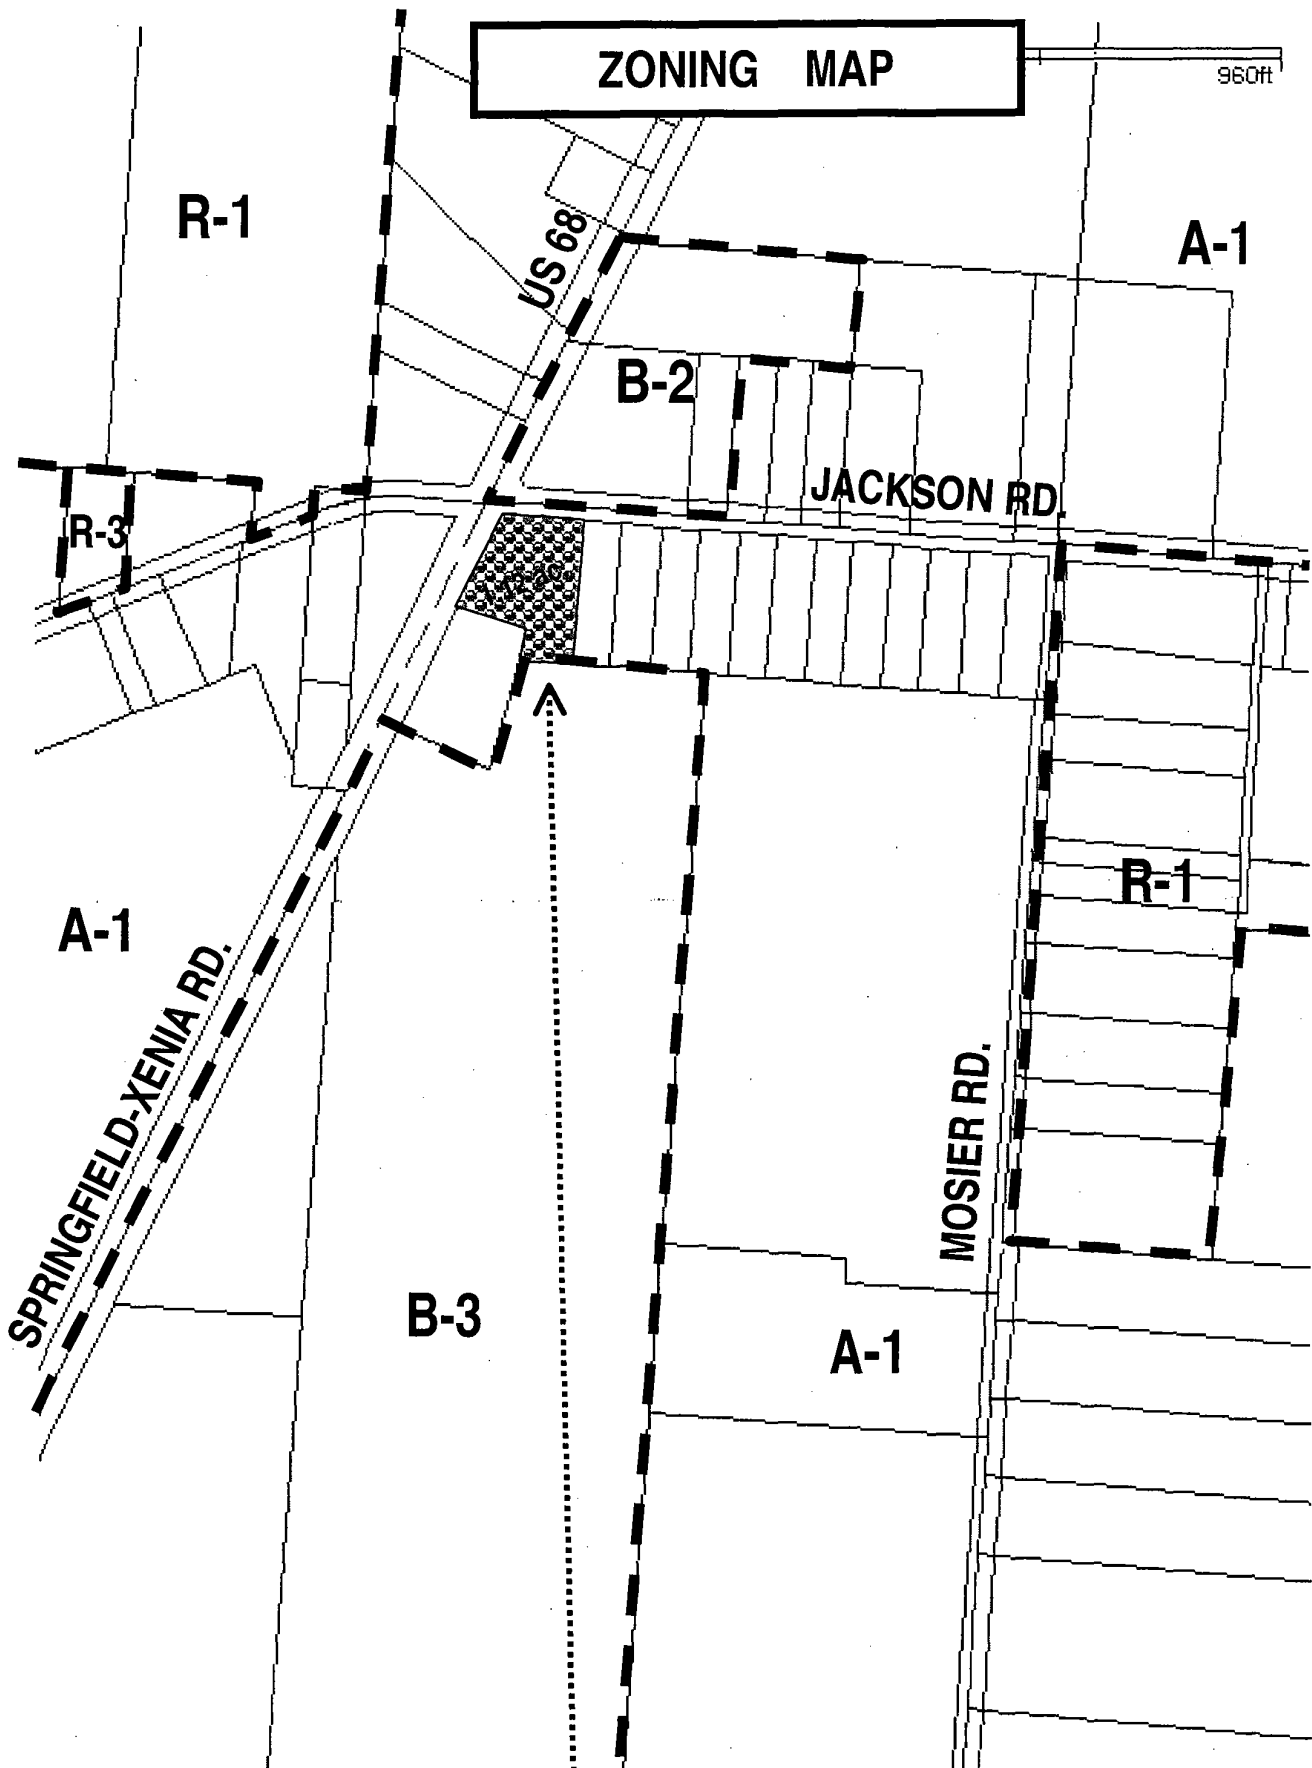 ZONING MAP
960ft
R-1
A-1
US 68
B-2
JACKSON RD.
R-3
R-1
A-1
SPRINGFIELD-XENIA RD.
MOSIER RD.
B-3
A-1